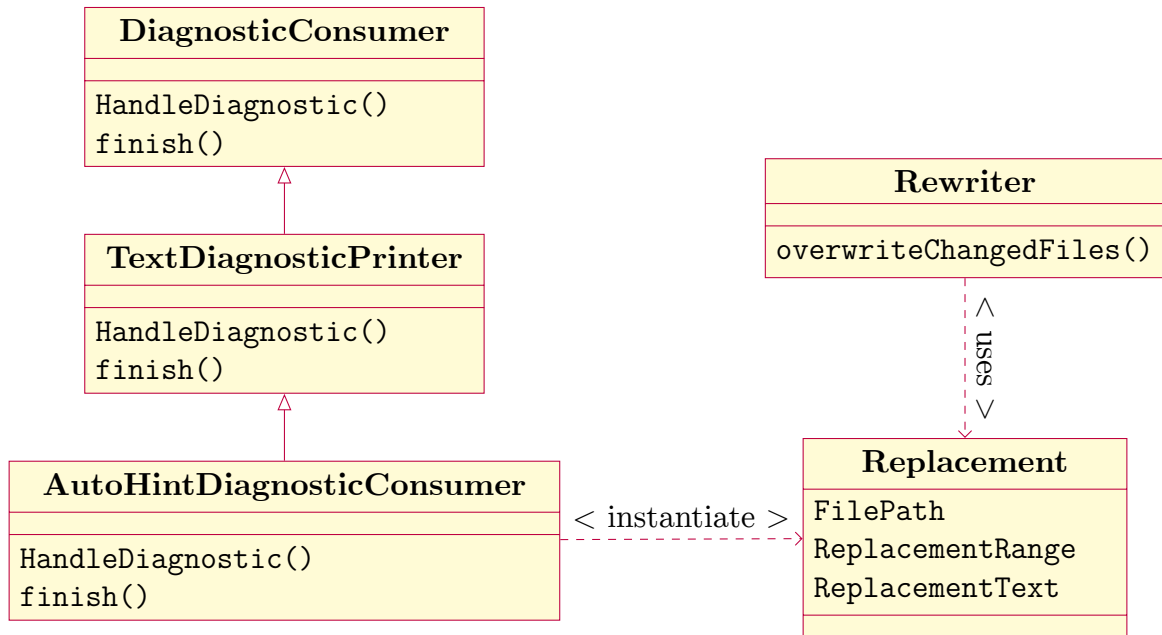 DiagnosticConsumer
HandleDiagnostic()
finish()
TextDiagnosticPrinter
HandleDiagnostic()
finish()
AutoHintDiagnosticConsumer
HandleDiagnostic()
finish()
< instantiate >
Rewriter
overwriteChangedFiles()
< uses >
Replacement
FilePath
ReplacementRange
ReplacementText